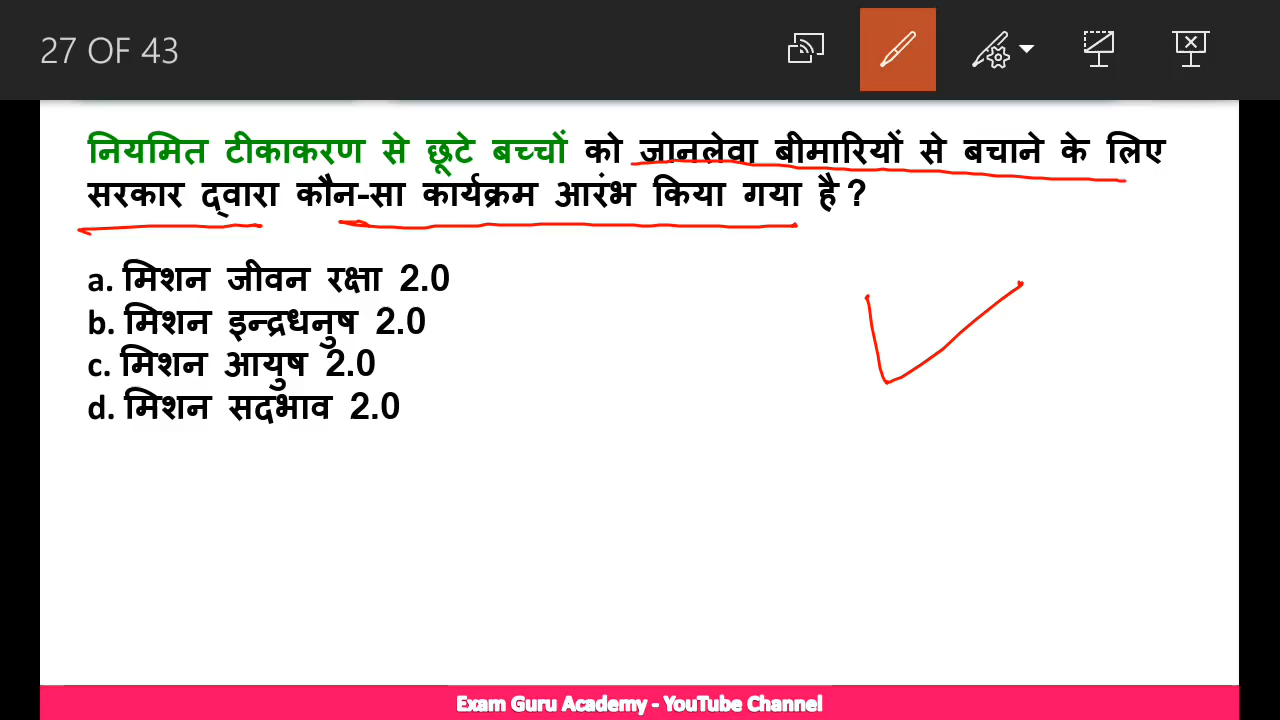 27 OF 43
नियमित टीकाकरण से छूटे बच्चों को जानलेवा बीमारियों से बचाने के लिए
सरकार द्वारा कौन-सा कार्यक्रम आरंभ किया गया है ?
a. मिशन जीवन रक्षा 2.0
b. मिशन इन्द्रधनुष 2.0
c. मिशन आयुष 2.0
d. मिशन सदभाव 2.0
Exam Guru Academy - YouTube Channel